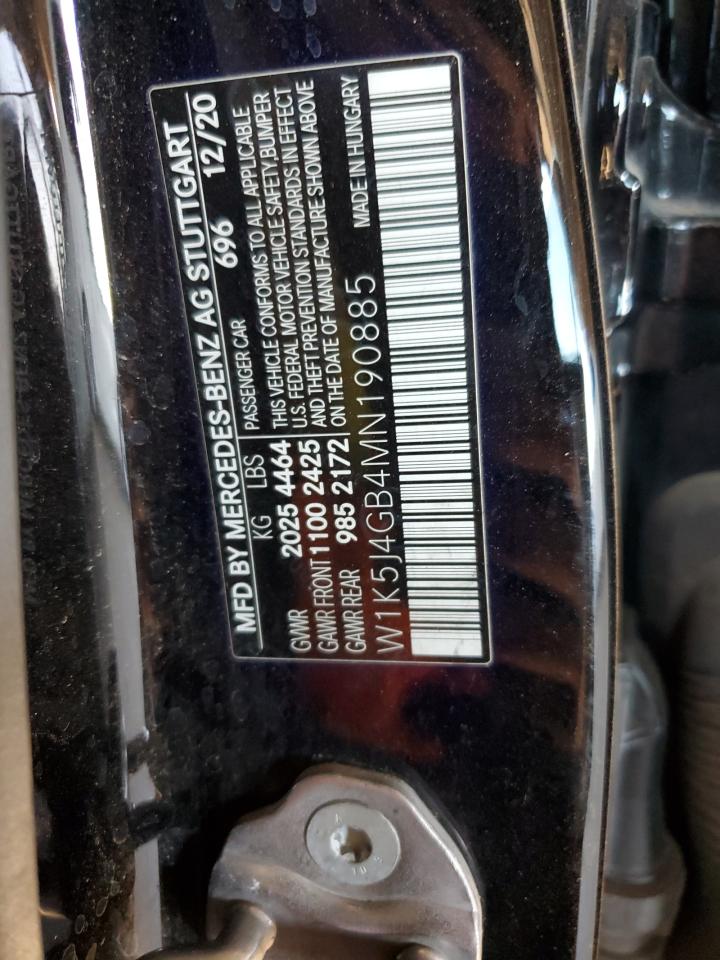 MFD BY MERCEDES-BENZ AG STUTTGART
KG LBS
GVWR 2025 4464
GAWR FRONT 1100 2425
GAWR REAR 985 2172
696 12/20
PASSENGER CAR
THIS VEHICLE CONFORMS TO ALL APPLICABLE
U.S. FEDERAL MOTOR VEHICLE SAFETY,BUMPER
AND THEFT PREVENTION STANDARDS IN EFFECT
ON THE DATE OF MANUFACTURE SHOWN ABOVE
W1K5J4GB4MN190885
MADE IN HUNGARY